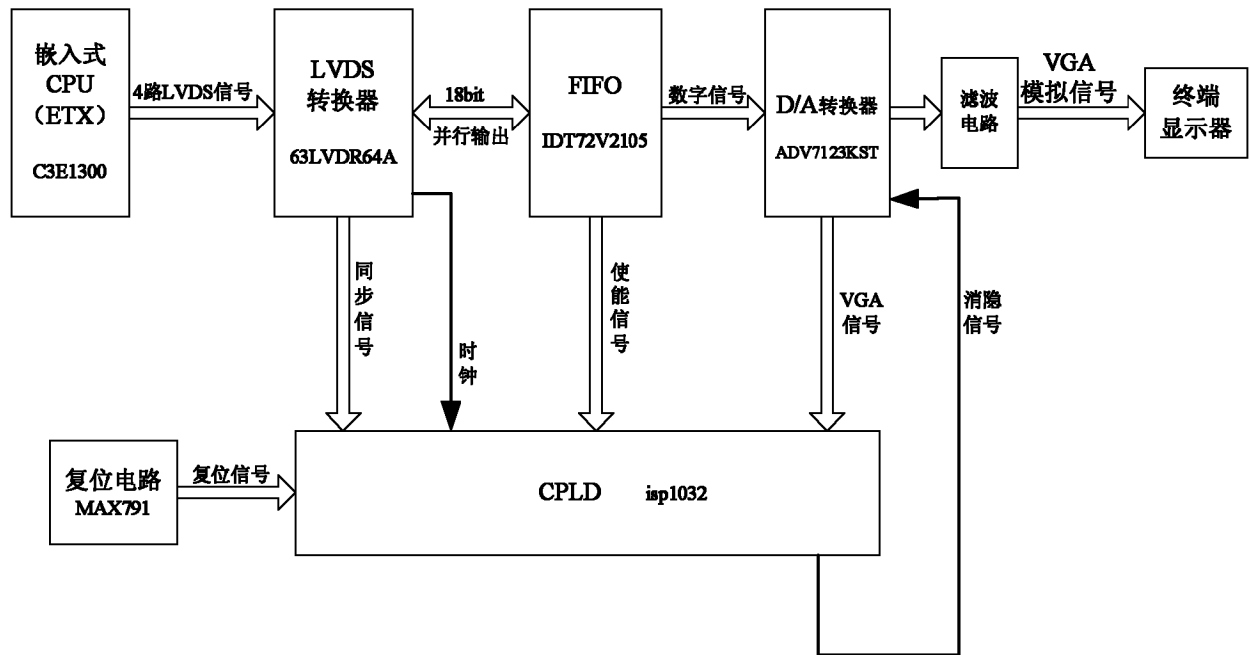 嵌入式
CPU
（ETX）
C3E1300
4路LVDS信号
LVDS
转换器
63LVDR64A
18bit
并行输出
FIFO
IDT72V2105
数字信号
D/A转换器
ADV7123KST
滤波
电路
VGA
模拟信号
终端
显示器
同步信号
时钟
使能信号
VGA
信号
消隐
信号
复位电路
MAX791
复位信号
CPLD isp1032